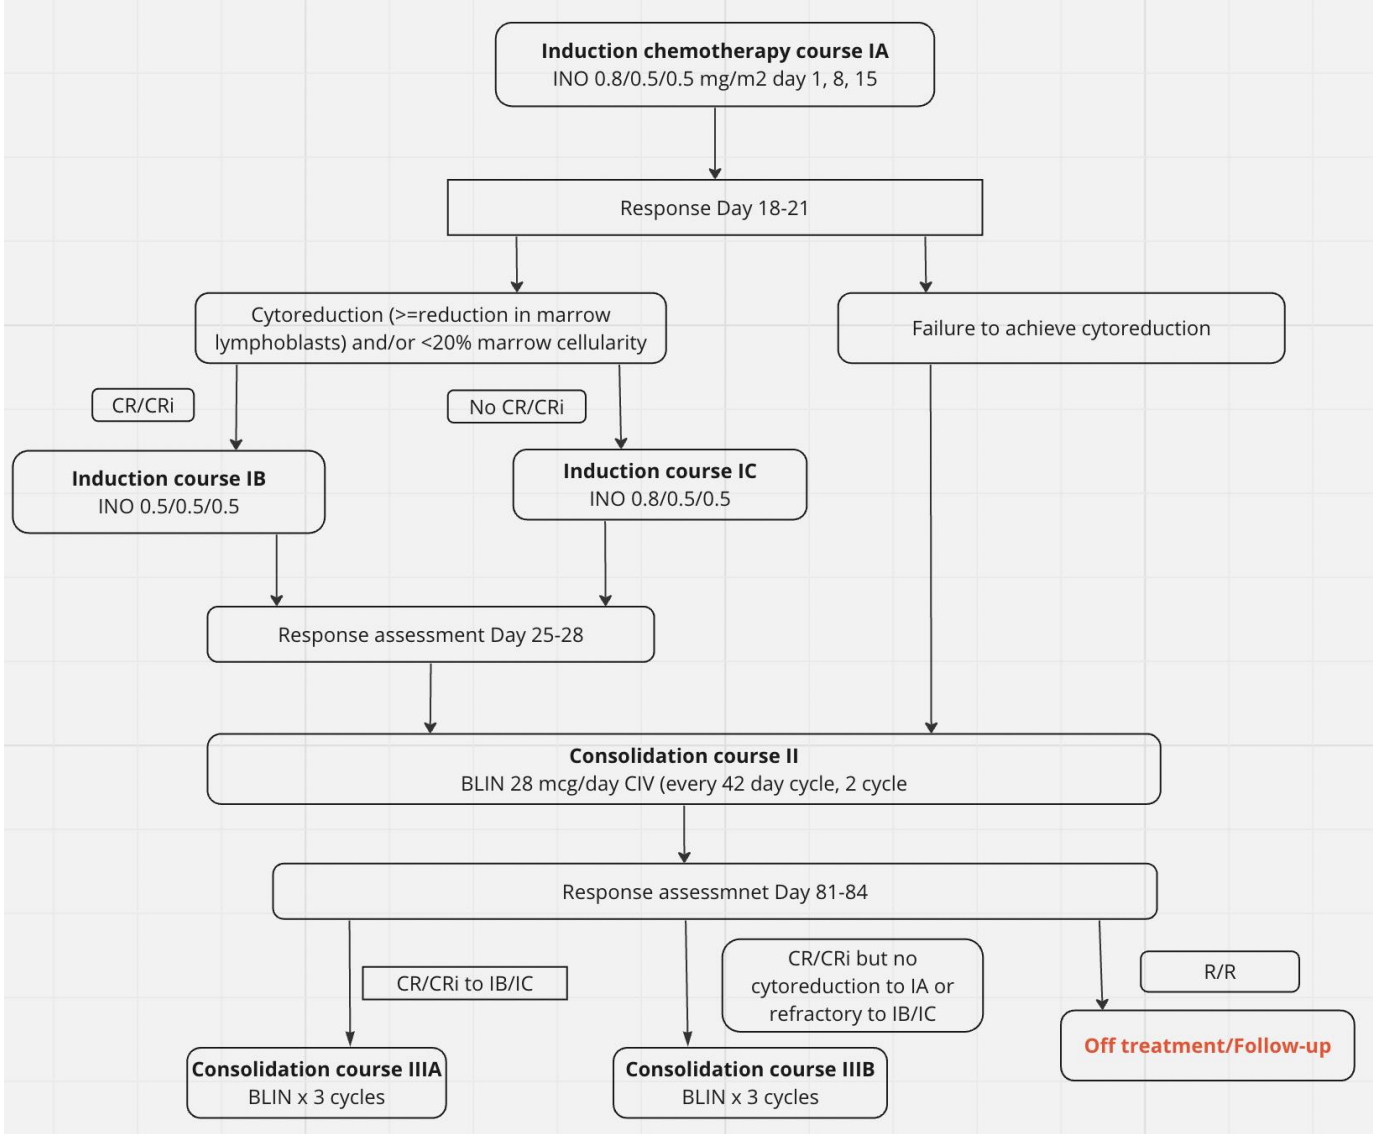 Induction chemotherapy course IA
INO 0.8/0.5/0.5 mg/m2 day 1, 8, 15
Response Day 18-21
Cytoreduction (>=reduction in marrow
lymphoblasts) and/or <20% marrow cellularity
Failure to achieve cytoreduction
CR/CRi
No CR/CRi
Induction course IB
INO 0.5/0.5/0.5
Induction course IC
INO 0.8/0.5/0.5
Response assessment Day 25-28
Consolidation course II
BLIN 28 mcg/day CIV (every 42 day cycle, 2 cycle
Response assessmnet Day 81-84
CR/CRi to IB/IC
CR/CRi but no
cytoreduction to IA or
refractory to IB/IC
R/R
Consolidation course IIIA
BLIN x 3 cycles
Consolidation course IIIB
BLIN x 3 cycles
Off treatment/Follow-up